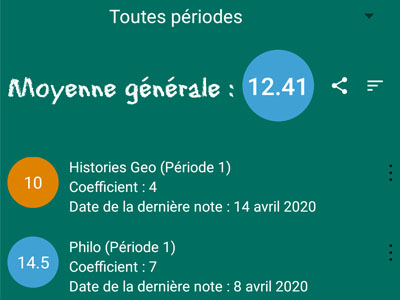 Toutes périodes
Moyenne générale : 12.41
10
Histories Geo (Période 1)
Coefficient : 4
Date de la dernière note : 14 avril 2020
14.5
Philo (Période 1)
Coefficient : 7
Date de la dernière note : 8 avril 2020